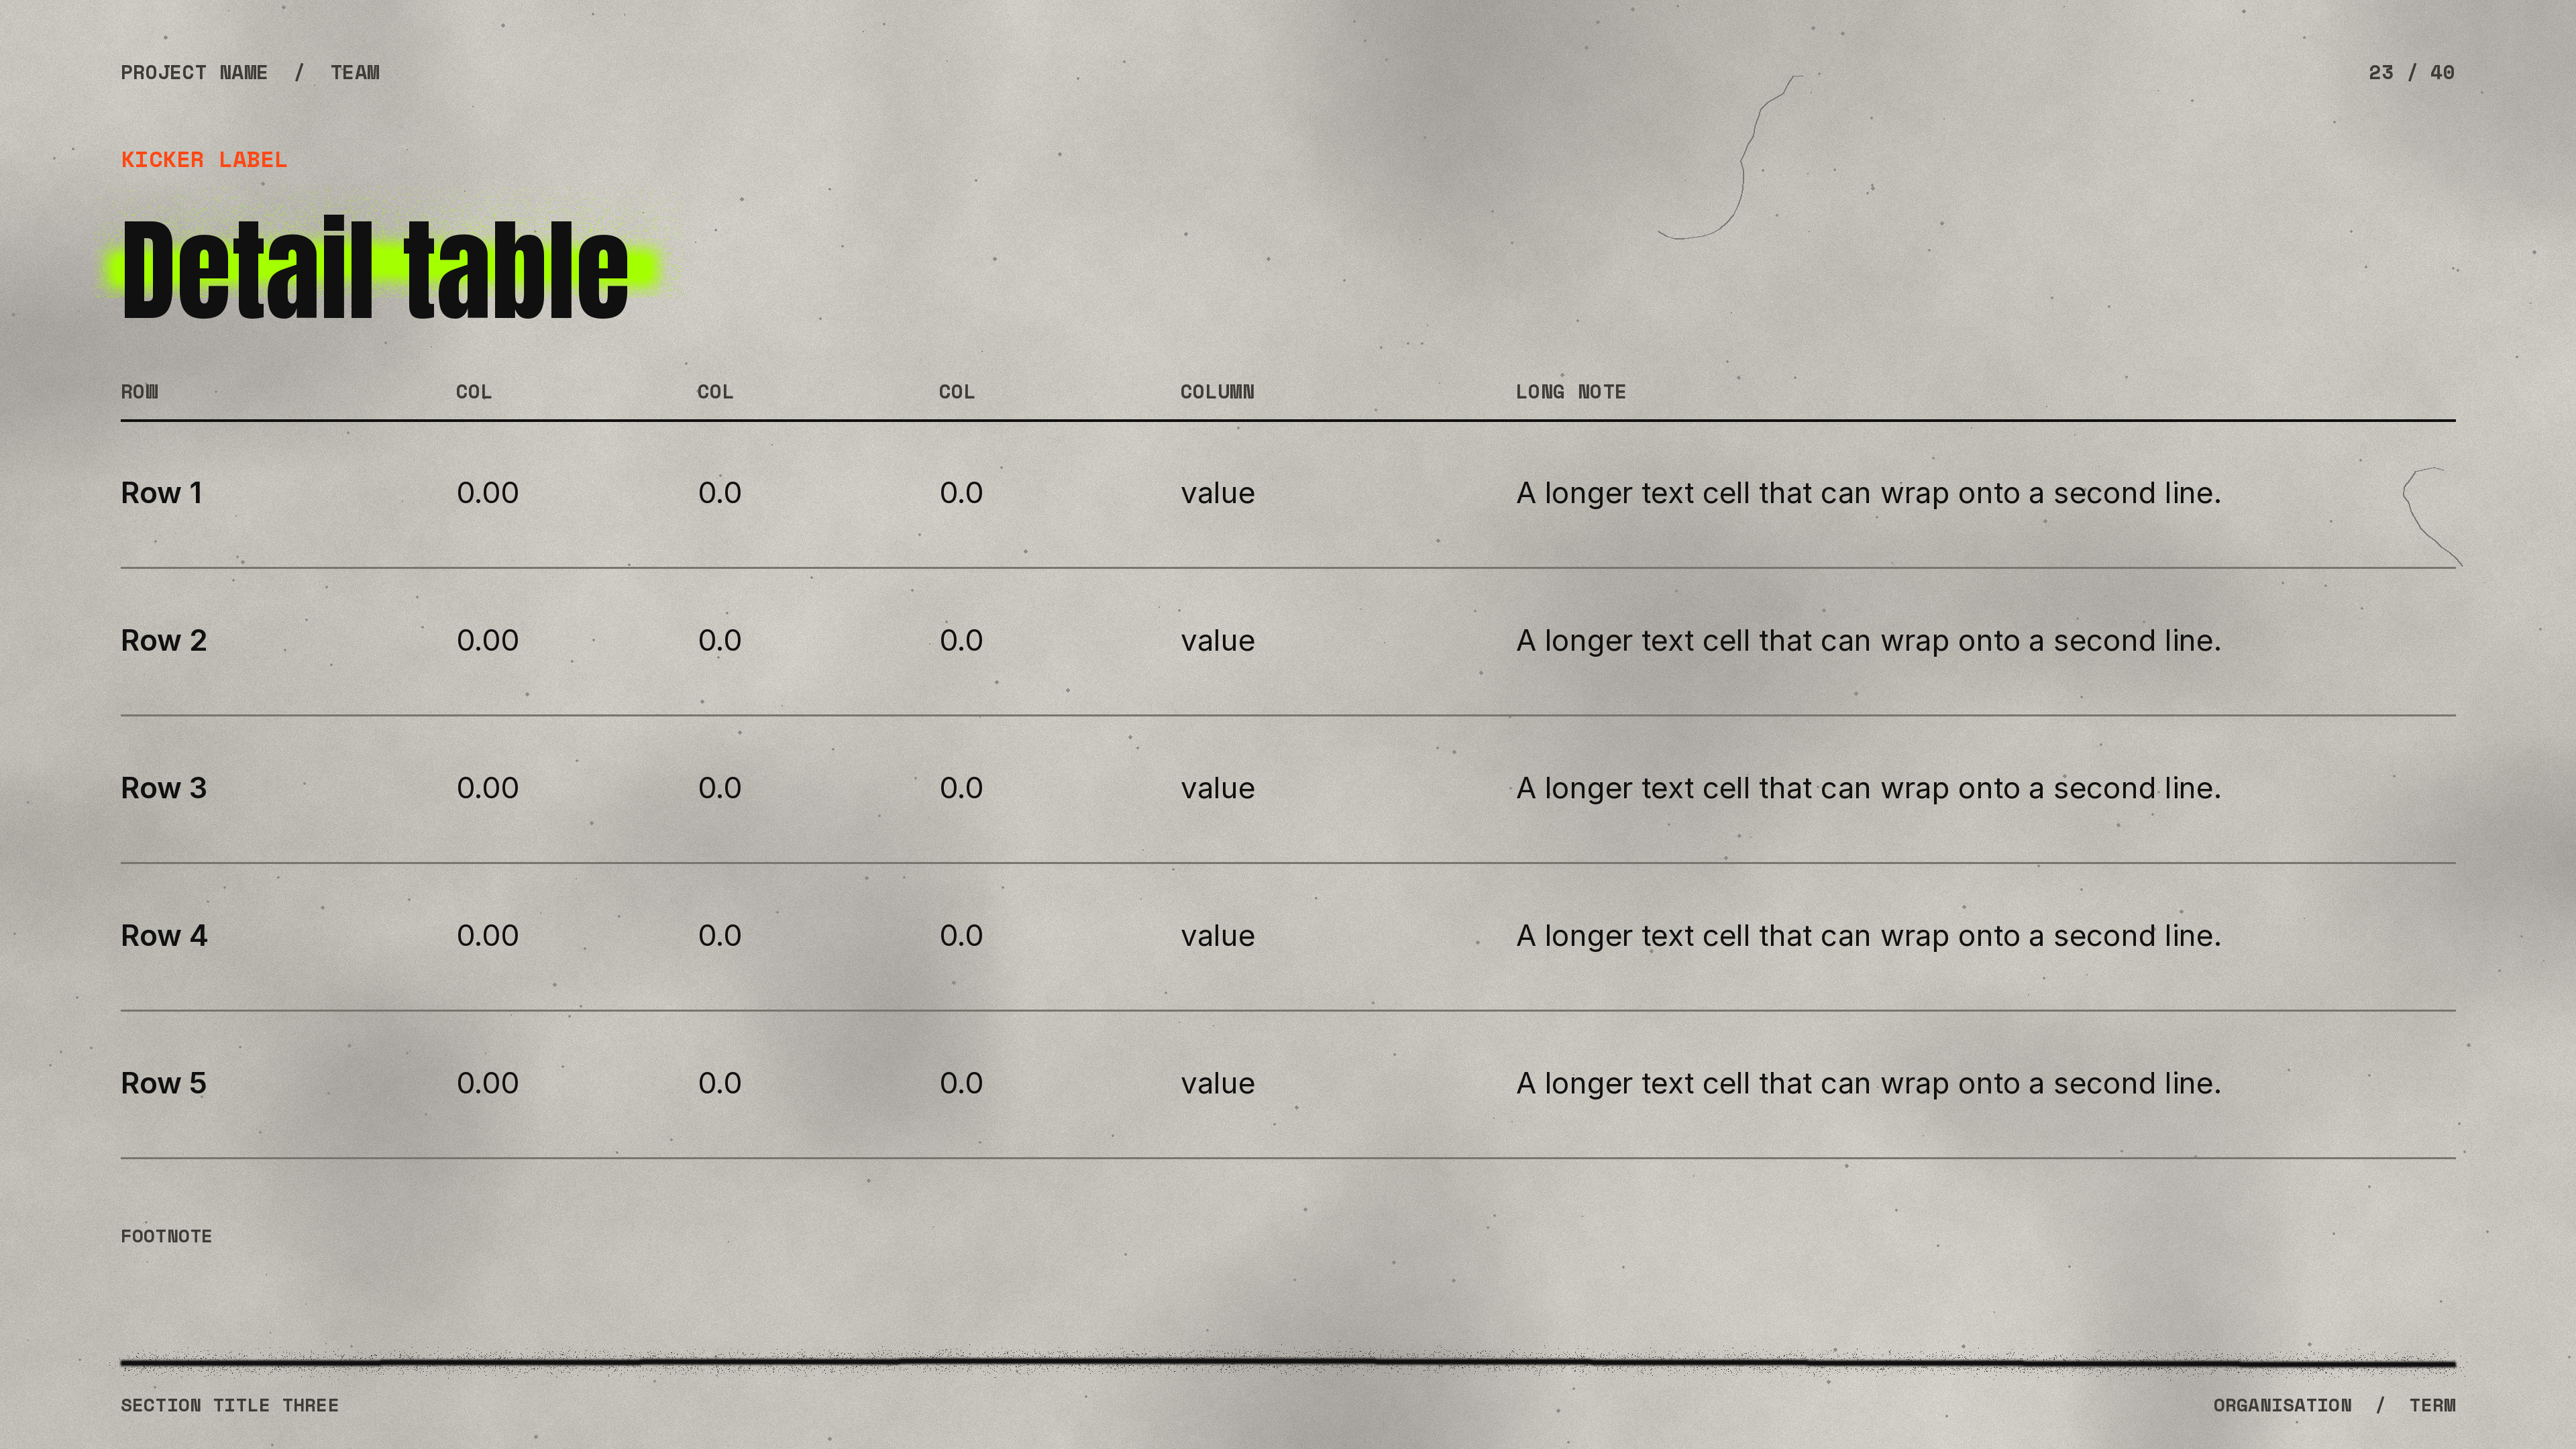 PROJECT NAME / TEAM
23 / 40
KICKER LABEL
Detail table
ROW COL COL COL COLUMN LONG NOTE
Row 1 0.00 0.0 0.0 value A longer text cell that can wrap onto a second line.
Row 2 0.00 0.0 0.0 value A longer text cell that can wrap onto a second line.
Row 3 0.00 0.0 0.0 value A longer text cell that can wrap onto a second line.
Row 4 0.00 0.0 0.0 value A longer text cell that can wrap onto a second line.
Row 5 0.00 0.0 0.0 value A longer text cell that can wrap onto a second line.
FOOTNOTE
SECTION TITLE THREE
ORGANISATION / TERM